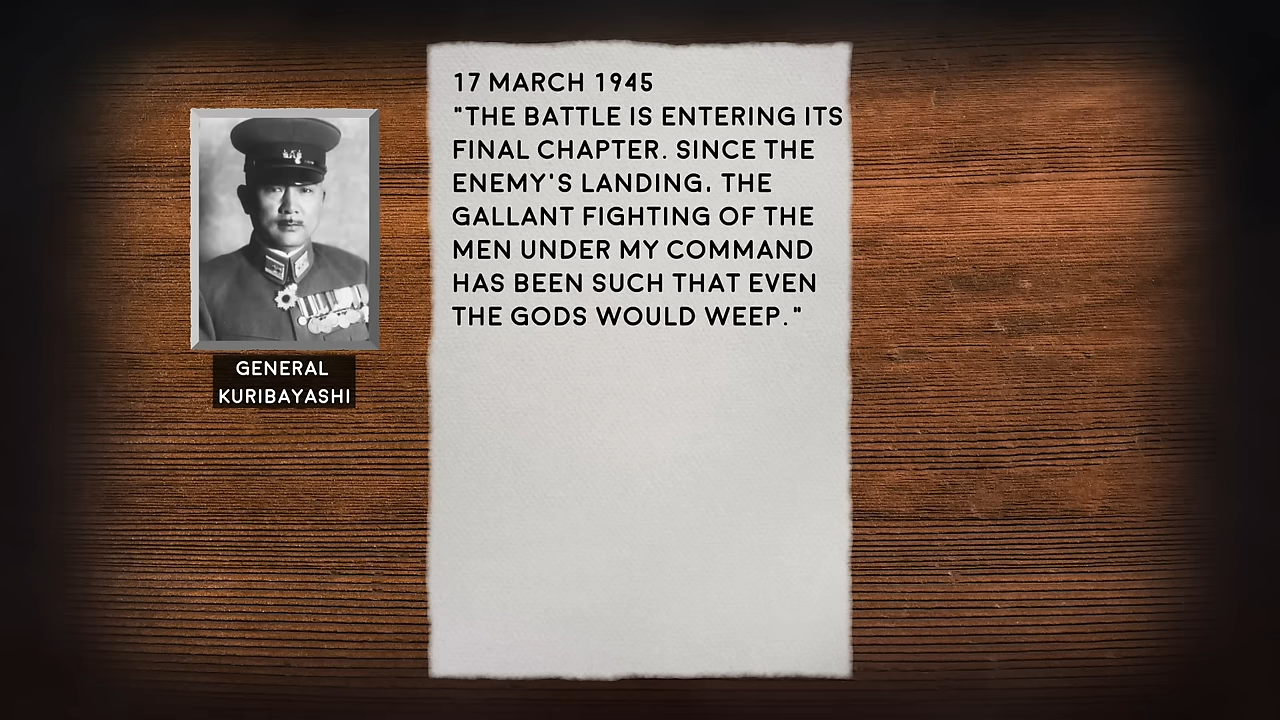 GENERAL
KURIBAYASHI
17 MARCH 1945
"THE BATTLE IS ENTERING ITS
FINAL CHAPTER. SINCE THE
ENEMY'S LANDING, THE
GALLANT FIGHTING OF THE
MEN UNDER MY COMMAND
HAS BEEN SUCH THAT EVEN
THE GODS WOULD WEEP."